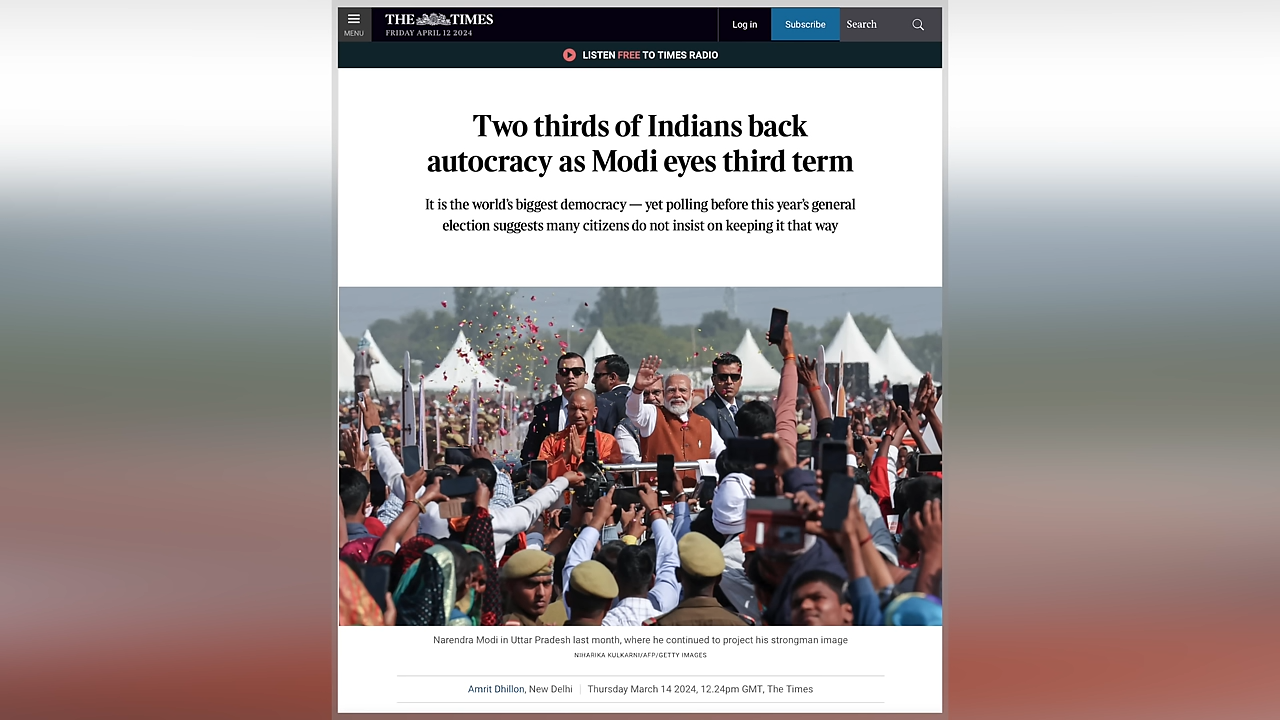 MENU
THE TIMES
FRIDAY APRIL 12 2024
Log in
Subscribe
Search
LISTEN FREE TO TIMES RADIO
Two thirds of Indians back
autocracy as Modi eyes third term
It is the world's biggest democracy — yet polling before this year's general
election suggests many citizens do not insist on keeping it that way
Narendra Modi in Uttar Pradesh last month, where he continued to project his strongman image
NIHARIKA KULKARNI/AFP/GETTY IMAGES
Amrit Dhillon, New Delhi | Thursday March 14 2024, 12.24pm GMT, The Times